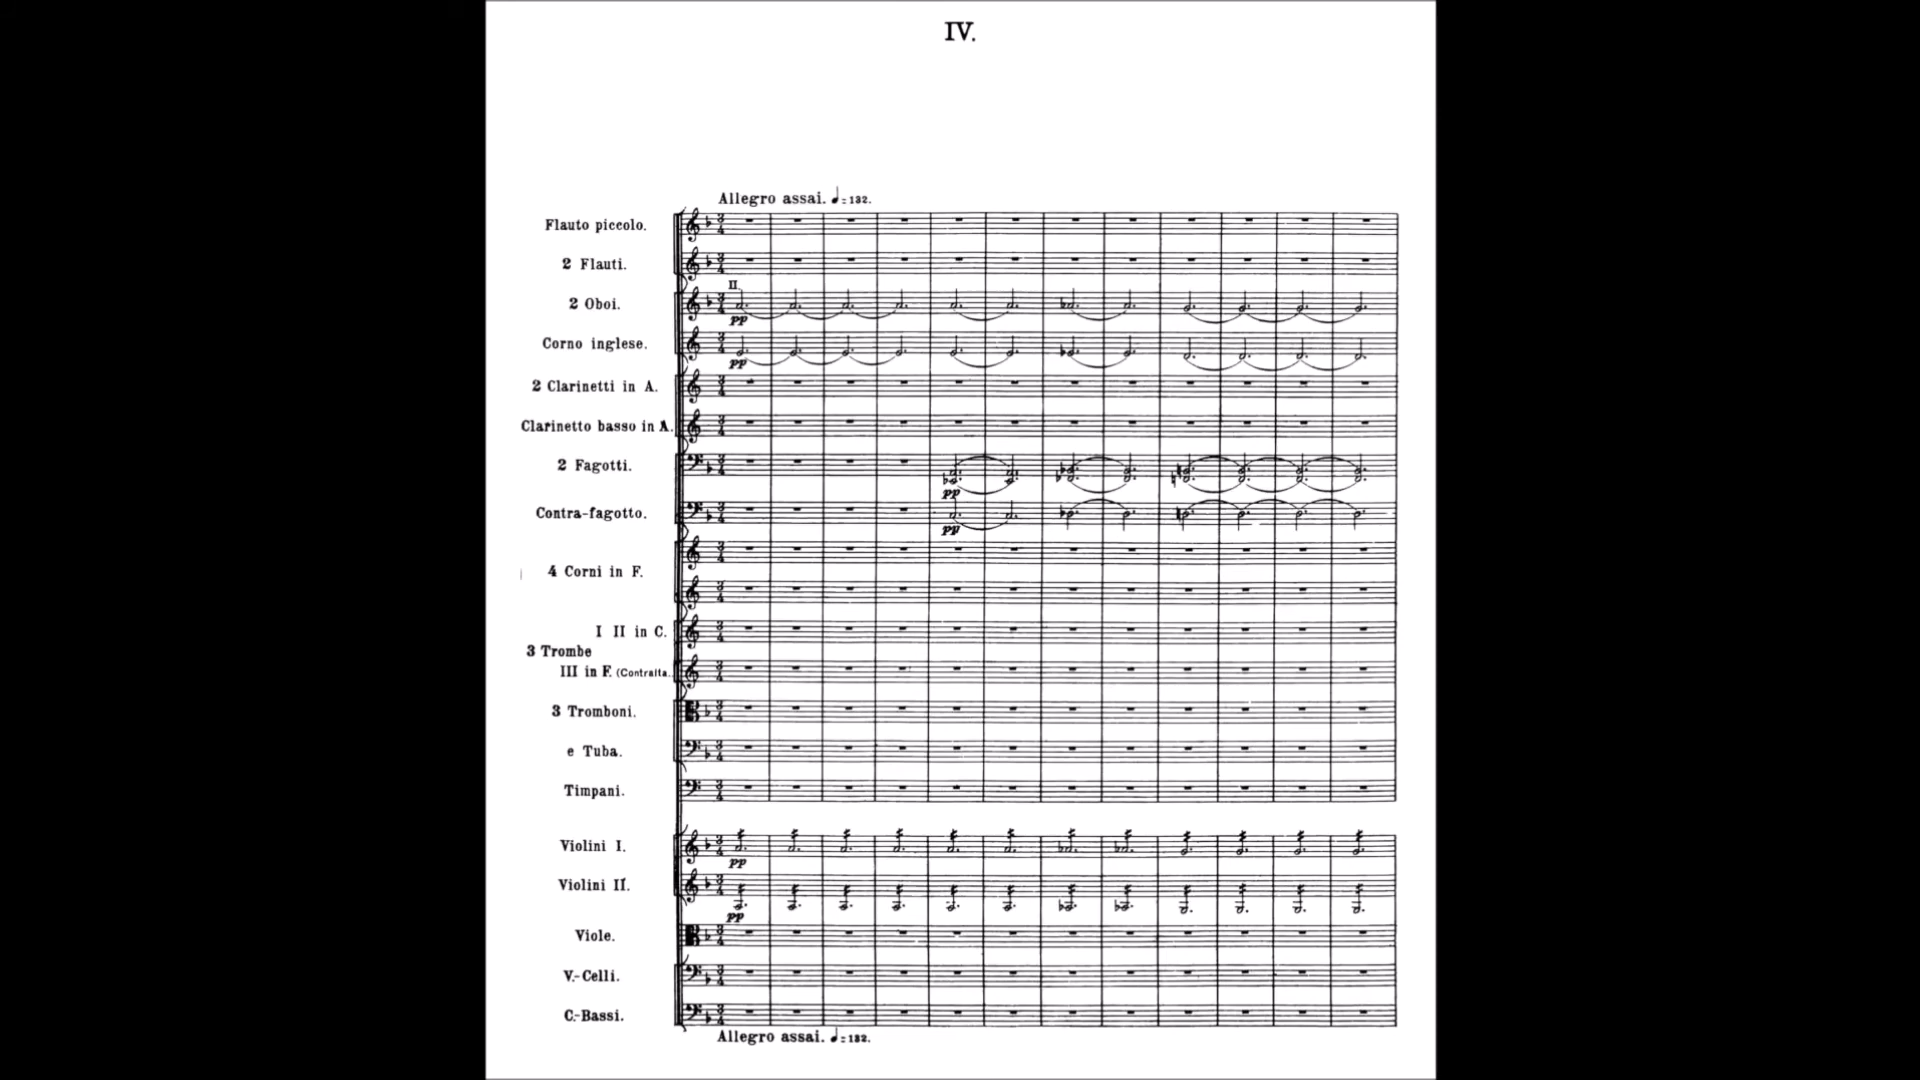 IV.
Allegro assai. ♩=132.
Flauto piccolo.
2 Flauti.
II.
2 Oboi.
pp
Corno inglese.
pp
2 Clarinetti in A.
Clarinetto basso in A.
2 Fagotti.
pp
Contra-fagotto.
pp
4 Corni in F.
I II in C.
3 Trombe
III in F. (Contralta.
3 Tromboni.
e Tuba.
Timpani.
Violini I.
pp
Violini II.
pp
Viole.
V.-Celli.
C.-Bassi.
Allegro assai. ♩=132.